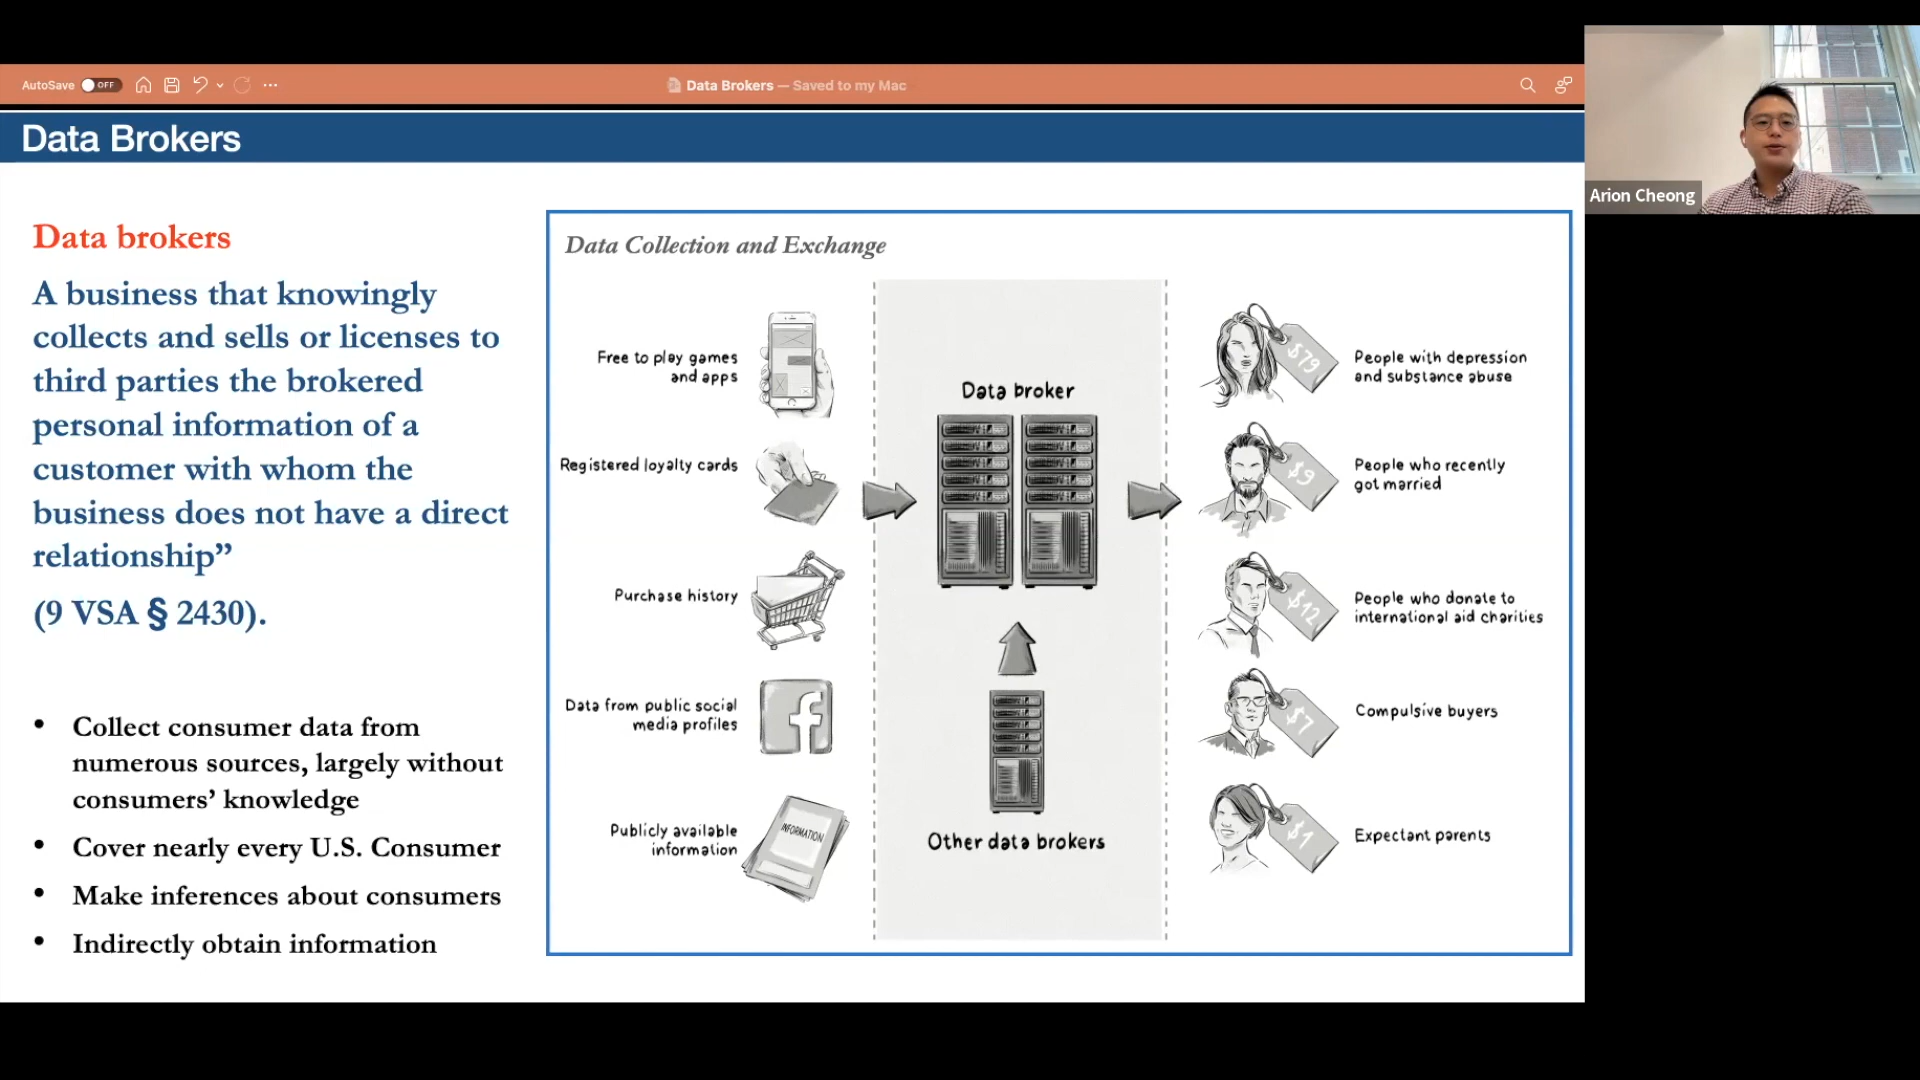 AutoSave OFF
Data Brokers — Saved to my Mac
Data Brokers
Arion Cheong
Data brokers
A business that knowingly
collects and sells or licenses to
third parties the brokered
personal information of a
customer with whom the
business does not have a direct
relationship”
(9 VSA § 2430).
• Collect consumer data from
numerous sources, largely without
consumers’ knowledge
• Cover nearly every U.S. Consumer
• Make inferences about consumers
• Indirectly obtain information
Data Collection and Exchange
Free to play games
and apps
Registered loyalty cards
Purchase history
Data from public social
media profiles
Publicly available
information
INFORMATION
Data broker
Other data brokers
$79
People with depression
and substance abuse
$9
People who recently
got married
$12
People who donate to
international aid charities
$7
Compulsive buyers
$1
Expectant parents